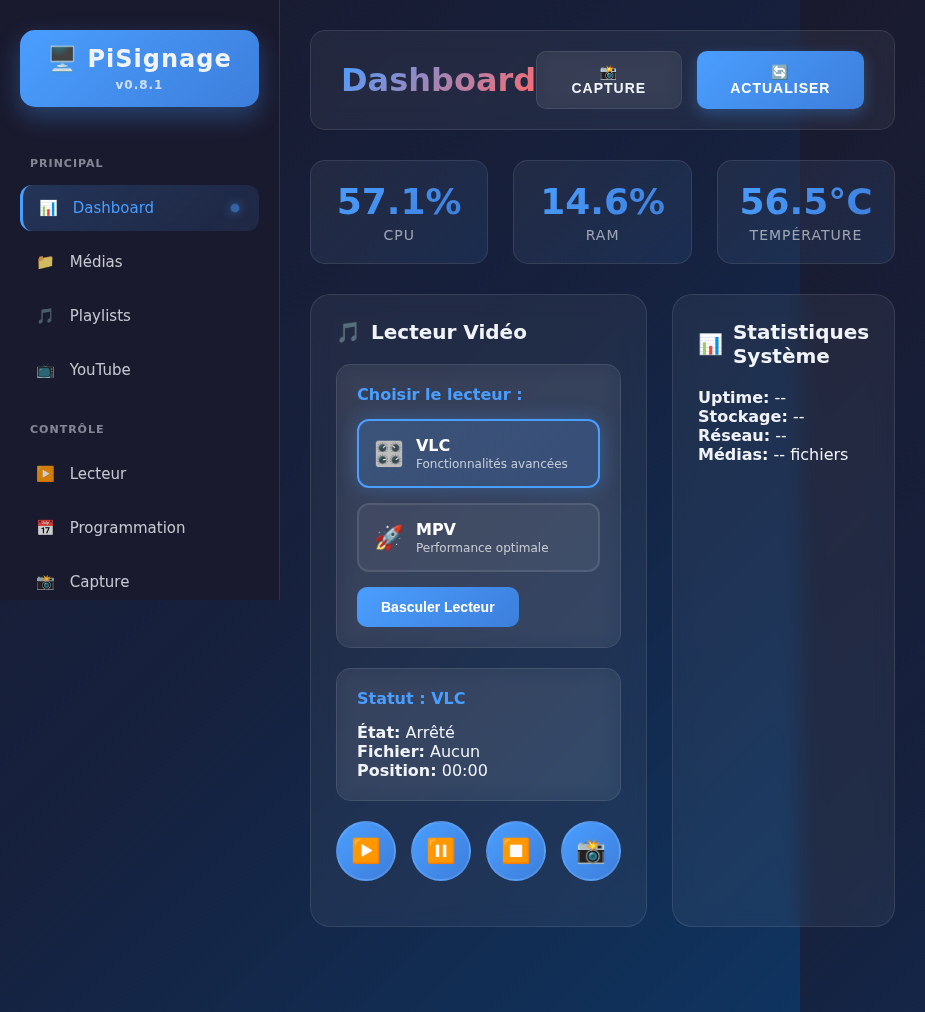 PiSignage
v0.8.1
PRINCIPAL
Dashboard
Médias
Playlists
YouTube
CONTRÔLE
Lecteur
Programmation
Capture
Dashboard
CAPTURE
ACTUALISER
57.1%
CPU
14.6%
RAM
56.5°C
TEMPÉRATURE
Lecteur Vidéo
Choisir le lecteur :
VLC
Fonctionnalités avancées
MPV
Performance optimale
Basculer Lecteur
Statut : VLC
État: Arrêté
Fichier: Aucun
Position: 00:00
Statistiques
Système
Uptime: --
Stockage: --
Réseau: --
Médias: -- fichiers